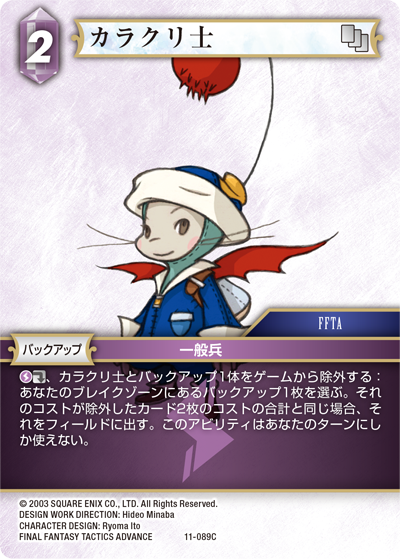 2
カラクリ士
FFTA
バックアップ
一般兵
、カラクリ士とバックアップ1体をゲームから除外する：
あなたのブレイクゾーンにあるバックアップ1枚を選ぶ。それ
のコストが除外したカード2枚のコストの合計と同じ場合、そ
れをフィールドに出す。このアビリティはあなたのターンにし
か使えない。
© 2003 SQUARE ENIX CO., LTD. All Rights Reserved.
DESIGN WORK DIRECTION: Hideo Minaba
CHARACTER DESIGN: Ryoma Ito
FINAL FANTASY TACTICS ADVANCE 11-089C